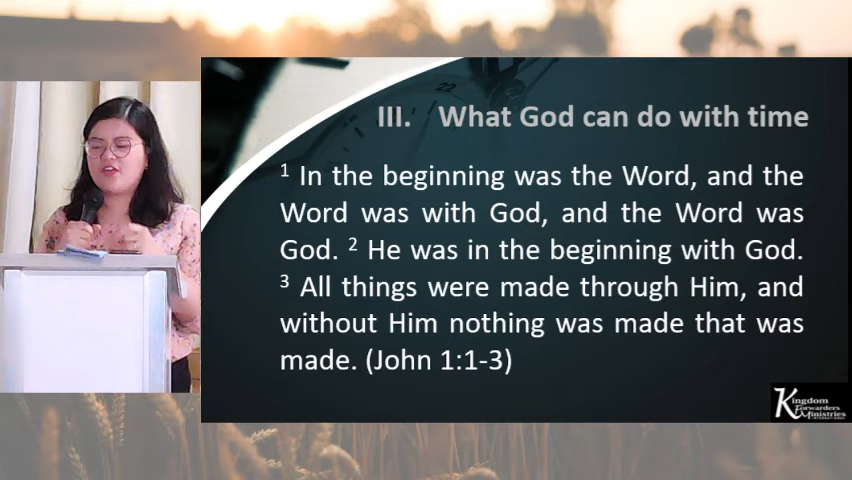 22
III. What God can do with time
1 In the beginning was the Word, and the
Word was with God, and the Word was
God. 2 He was in the beginning with God.
3 All things were made through Him, and
without Him nothing was made that was
made. (John 1:1-3)
Kingdom
Forwarders
Ministries
INTERNATIONAL